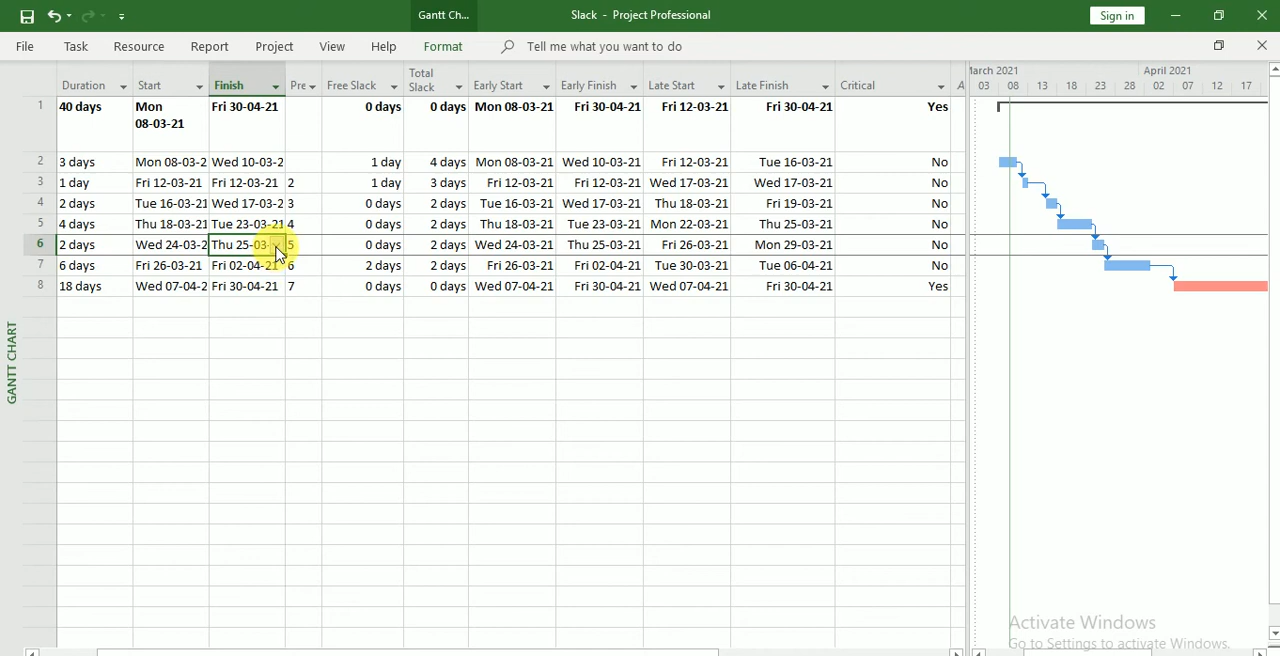 Gantt Ch...
Slack - Project Professional
Sign in
File Task Resource Report Project View Help Format Tell me what you want to do
Duration Start Finish Pre Free Slack Total Slack Early Start Early Finish Late Start Late Finish Critical A
1 40 days Mon 08-03-21 Fri 30-04-21 0 days 0 days Mon 08-03-21 Fri 30-04-21 Fri 12-03-21 Fri 30-04-21 Yes
2 3 days Mon 08-03-2 Wed 10-03-2 1 day 4 days Mon 08-03-21 Wed 10-03-21 Fri 12-03-21 Tue 16-03-21 No
3 1 day Fri 12-03-21 Fri 12-03-21 2 1 day 3 days Fri 12-03-21 Fri 12-03-21 Wed 17-03-21 Wed 17-03-21 No
4 2 days Tue 16-03-21 Wed 17-03-2 3 0 days 2 days Tue 16-03-21 Wed 17-03-21 Thu 18-03-21 Fri 19-03-21 No
5 4 days Thu 18-03-21 Tue 23-03-21 4 0 days 2 days Thu 18-03-21 Tue 23-03-21 Mon 22-03-21 Thu 25-03-21 No
6 2 days Wed 24-03-2 Thu 25-03- 5 0 days 2 days Wed 24-03-21 Thu 25-03-21 Fri 26-03-21 Mon 29-03-21 No
7 6 days Fri 26-03-21 Fri 02-04-21 6 2 days 2 days Fri 26-03-21 Fri 02-04-21 Tue 30-03-21 Tue 06-04-21 No
8 18 days Wed 07-04-2 Fri 30-04-21 7 0 days 0 days Wed 07-04-21 Fri 30-04-21 Wed 07-04-21 Fri 30-04-21 Yes
larch 2021 April 2021
03 08 13 18 23 28 02 07 12 17
GANTT CHART
Activate Windows
Go to Settings to activate Windows.